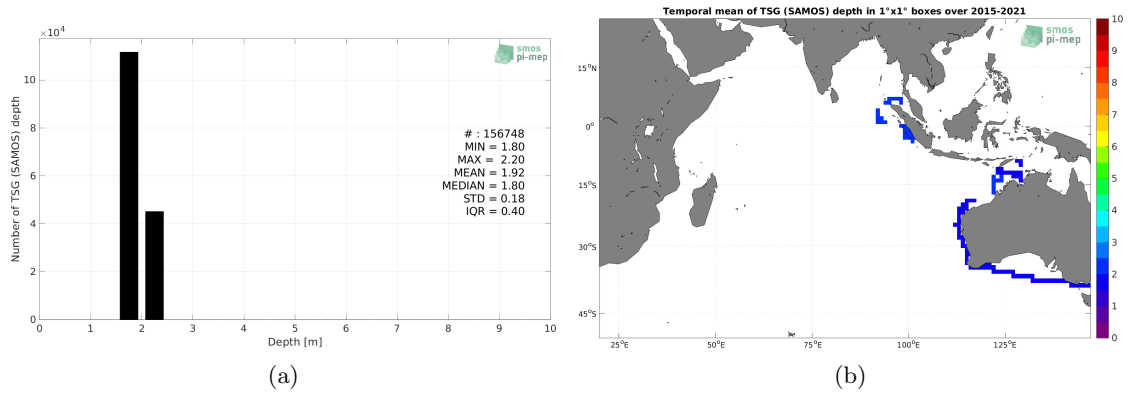 ×10⁴
10
8
6
4
2
0
Number of TSG (SAMOS) depth
smos
pi-mep
# : 156748
MIN = 1.80
MAX = 2.20
MEAN = 1.92
MEDIAN = 1.80
STD = 0.18
IQR = 0.40
0 1 2 3 4 5 6 7 8 9 10
Depth [m]
(a)
Temporal mean of TSG (SAMOS) depth in 1°x1° boxes over 2015-2021
smos
pi-mep
15°N
0°
15°S
30°S
45°S
25°E 50°E 75°E 100°E 125°E
10
9
8
7
6
5
4
3
2
1
0
(b)